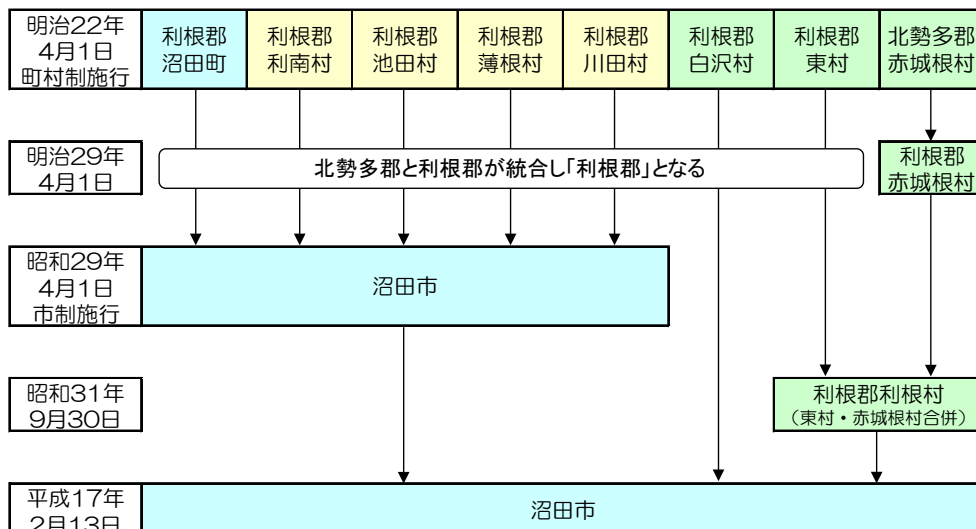 明治22年
4月1日
町村制施行
利根郡
沼田町
利根郡
利南村
利根郡
池田村
利根郡
薄根村
利根郡
川田村
利根郡
白沢村
利根郡
東村
北勢多郡
赤城根村
明治29年
4月1日
北勢多郡と利根郡が統合し「利根郡」となる
利根郡
赤城根村
昭和29年
4月1日
市制施行
沼田市
昭和31年
9月30日
利根郡利根村
（東村・赤城根村合併）
平成17年
2月13日
沼田市